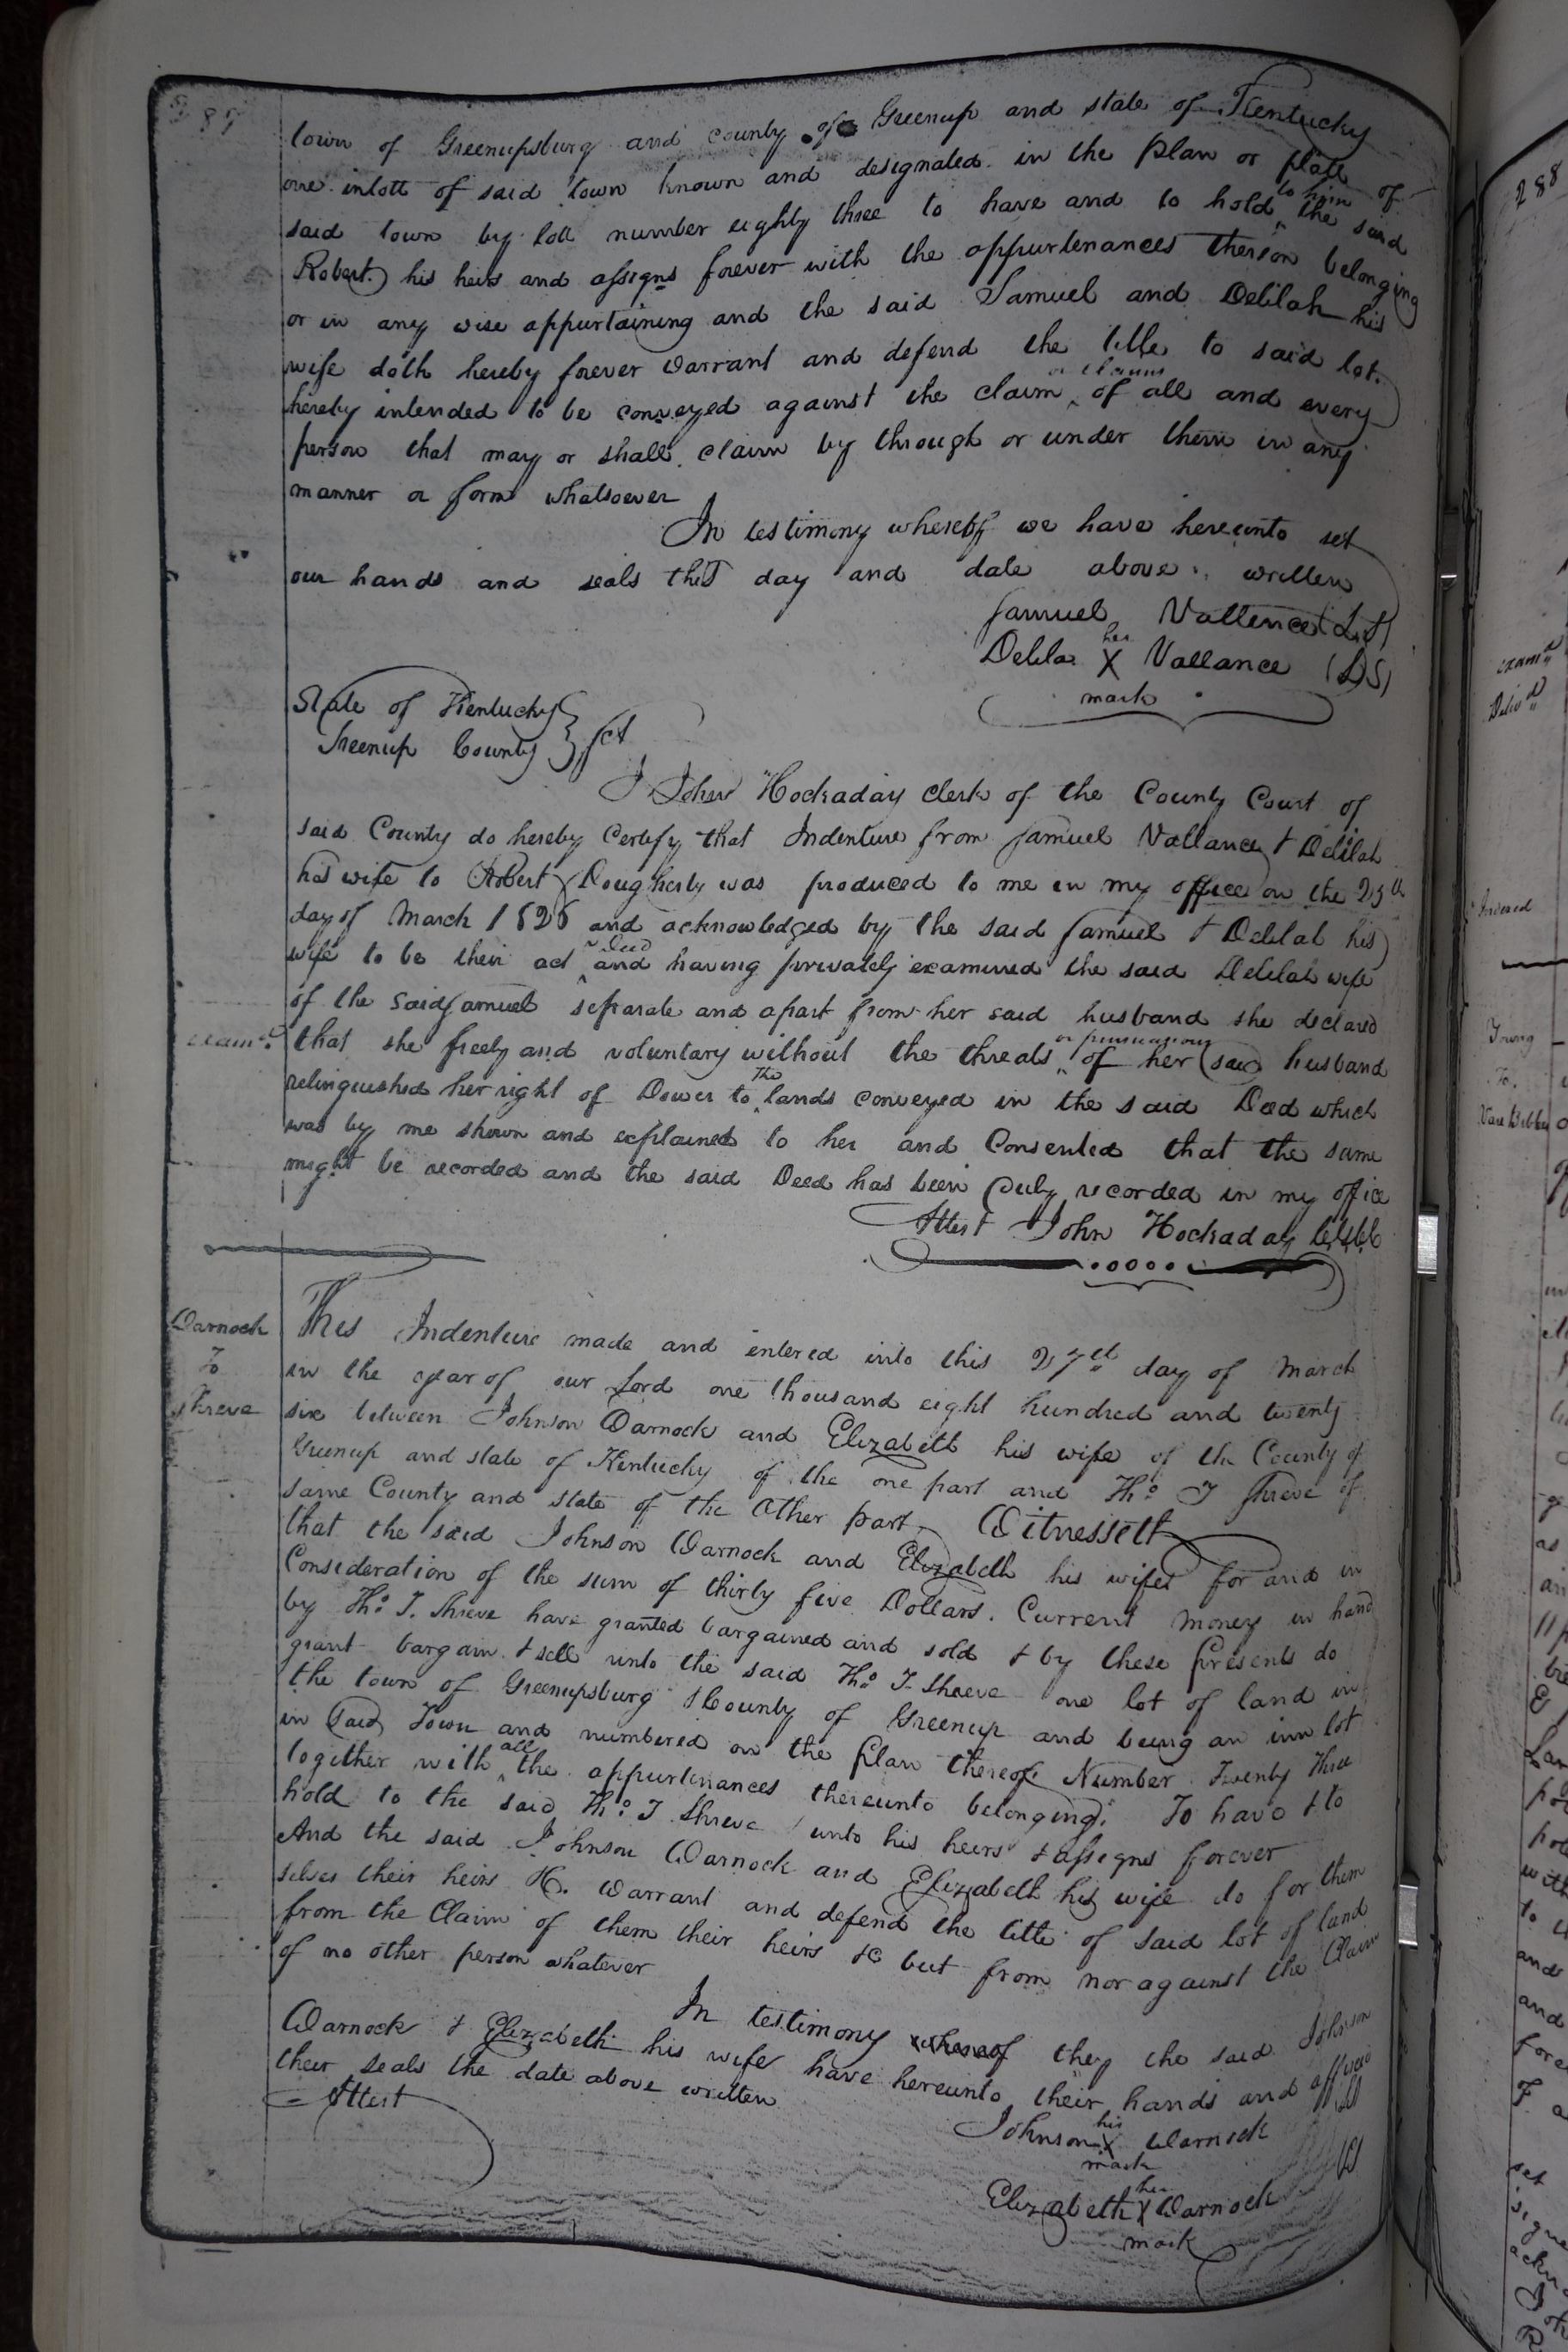 287
town of Greenupsburg and county of Greenup and state of Kentucky
one inlott of said town known and designated in the plan or platt of
said town by lott number eighty three to have and to hold to him the said
Robert his heirs and assigns forever with the appurtenances thereon belonging
or in any wise appurtaining and the said Samuel and Delilah his
wife doth hereby forever Warrant and defend the title to said lot
hereby intended to be conveyed against the claim or claims of all and every
person that may or shall claim by through or under them in any
manner or form whatsoever
In testimony whereof we have hereunto set
our hands and seals the day and date above written
Samuel Vallence (L.S)
Delila her X Vallance (L,S)
mark
State of Kentucky
Greenup County } sct
I John Hockaday Clerk of the County Court of
said County do hereby Certify that Indenture from Samuel Vallance & Delilah
his wife to Robert Dougherty was produced to me in my office on the 25th
day of March 1826 and acknowledged by the said Samuel & Delilah his
wife to be their act & deed and having privately examined the said Delilah wife
of the said Samuel separate and apart from her said husband she declared
examd.
that she freely and voluntary without the threats or persuasions of her said husband
relinquished her right of Dower to the lands conveyed in the said Deed which
was by me shown and explained to her and Consented that the same
might be recorded and the said Deed has been Duly recorded in my office
Attest John Hockaday
Warnock
To
Shreve
This Indenture made and entered into this 27th day of March
in the year of our Lord one thousand eight hundred and twenty
six between Johnson Warnock and Elizabeth his wife of the County of
Greenup and state of Kentucky of the one part and Tho. T Shreve of
same County and state of the Other part Witnesseth
that the said Johnson Warnock and Elizabeth his wife for and in
Consideration of the sum of thirty five Dollars. Current money in hand
by Tho. T. Shreve have granted bargained and sold & by these presents do
grant bargain & sell unto the said Tho. T. Shreve one lot of land in
the town of Greenupsburg & County of Greenup and being an inn lot
in Said Town and numbered on the plan thereof Number Twenty three
together with all the appurtinances thereunto belonging. To have & to
hold to the said Tho. T Shreve unto his heirs & assigns forever
And the said Johnson Warnock and Elizabeth his wife do for them
selves their heirs &c. warrant and defend the title of said lot of land
from the Claim of them their heirs &c but from nor against the Claim
of no other person whatever
In testimony whereof they the said Johnson
Warnock & Elizabeth his wife have hereunto their hands and affixed
their seals the date above written
Attest
Johnson his X Warnock
mark
Elizabeth her X Warnock
mark
288
examd
Delivd
Young
To